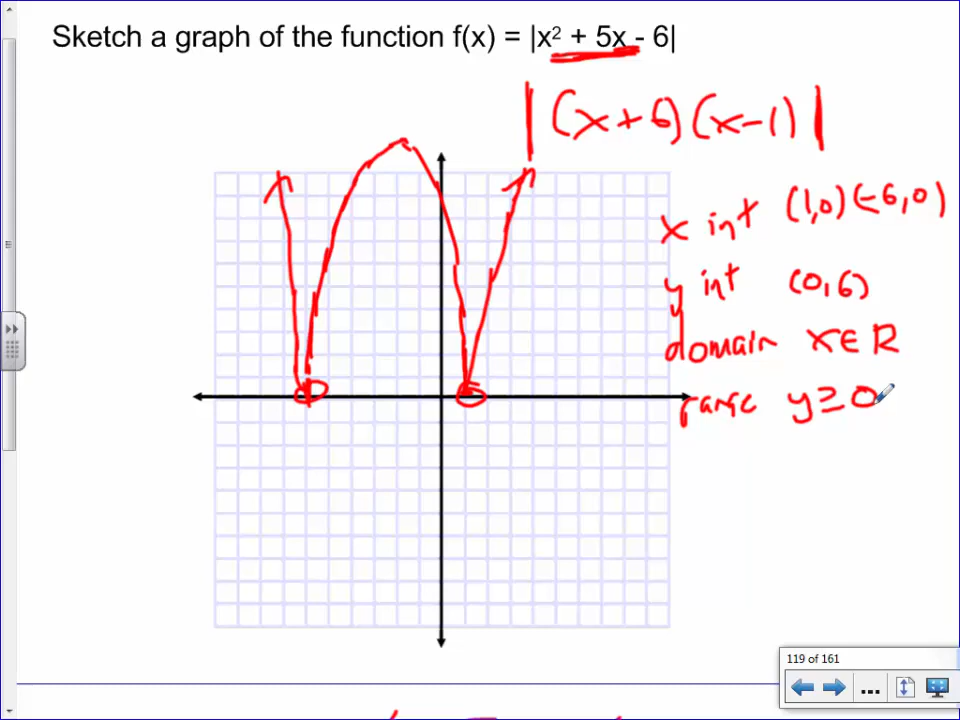 Sketch a graph of the function f(x) = |x² + 5x - 6|
|(x+6)(x-1)|
x int (1,0) (-6,0)
y int (0,6)
domain x∈R
range y≥0
119 of 161